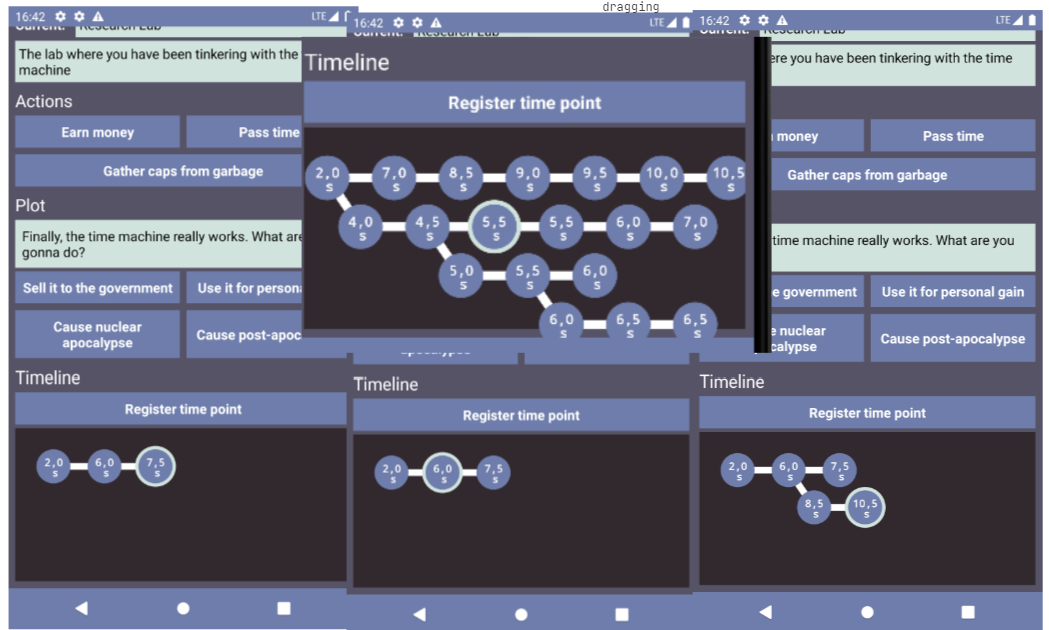 dragging
16:42
LTE
Current:
Research Lab
The lab where you have been tinkering with the
machine
Actions
Earn money
Pass time
Gather caps from garbage
Plot
Finally, the time machine really works. What are
gonna do?
Sell it to the government
Use it for persona
Cause nuclear
apocalypse
Cause post-apoc
Timeline
Register time point
2,0 s
6,0 s
7,5 s
16:42
LTE
Current:
Research Lab
Timeline
Register time point
2,0 s
7,0 s
8,5 s
9,0 s
9,5 s
10,0 s
10,5 s
4,0 s
4,5 s
5,5 s
5,5 s
6,0 s
7,0 s
5,0 s
5,5 s
6,0 s
6,0 s
6,5 s
6,5 s
apocalypse
Timeline
Register time point
2,0 s
6,0 s
7,5 s
16:42
LTE
Current:
Research Lab
ere you have been tinkering with the time
money
Pass time
Gather caps from garbage
time machine really works. What are you
e government
Use it for personal gain
e nuclear
calypse
Cause post-apocalypse
Timeline
Register time point
2,0 s
6,0 s
7,5 s
8,5 s
10,5 s